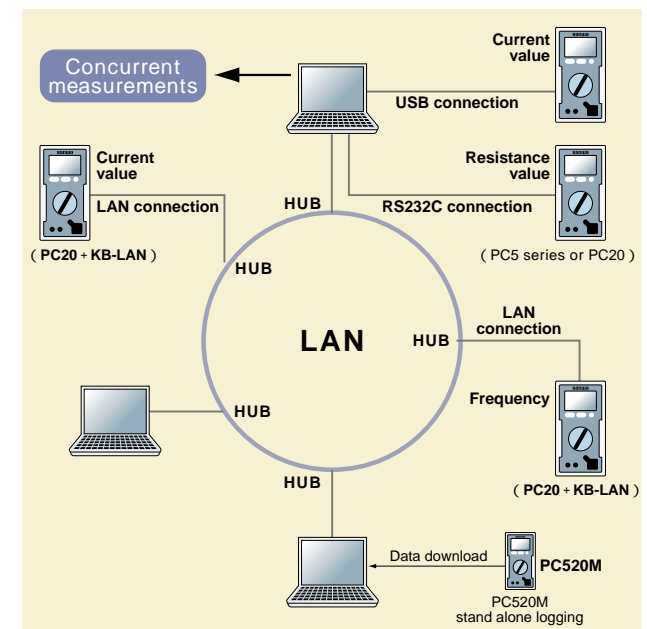 Concurrent
measurements
Current
value
USB connection
Current
value
LAN connection
( PC20 + KB-LAN )
Resistance
value
RS232C connection
( PC5 series or PC20 )
HUB
HUB
LAN
HUB
LAN
connection
Frequency
( PC20 + KB-LAN )
HUB
HUB
Data download
PC520M
PC520M
stand alone logging